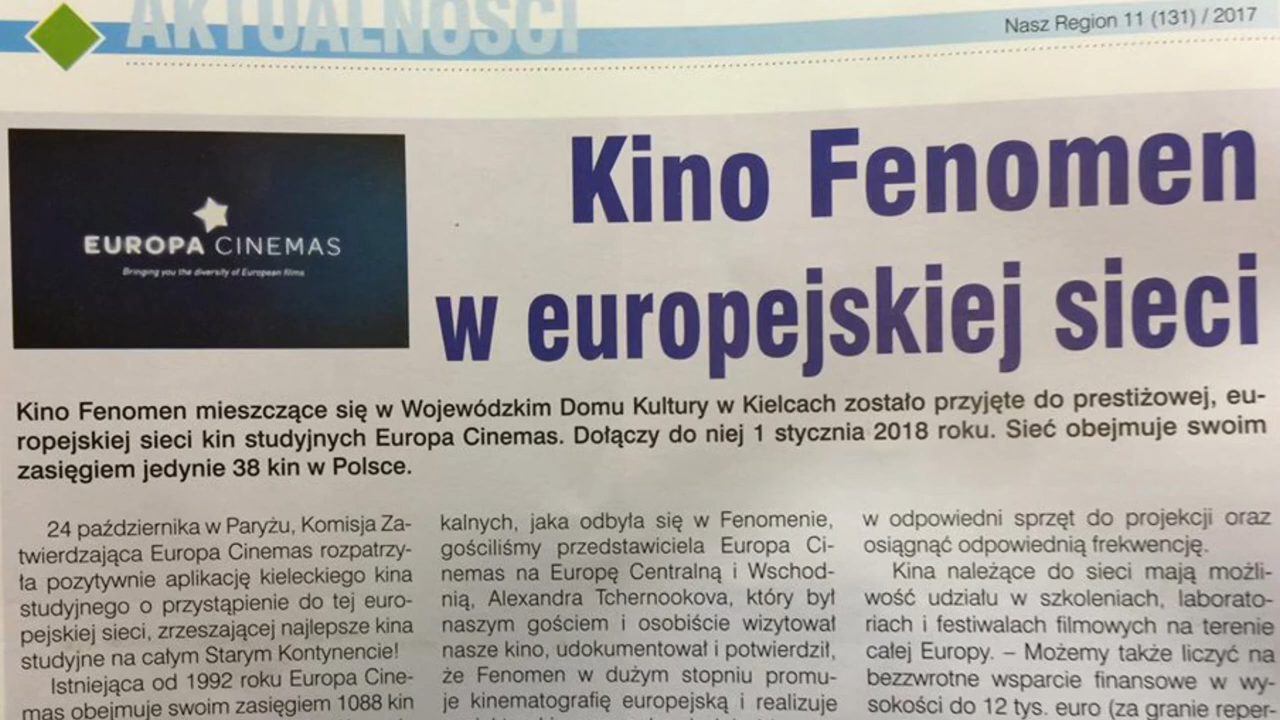 AKTUALNOŚCI
Nasz Region 11 (131) / 2017
EUROPA CINEMAS
Bringing you the diversity of European films
Kino Fenomen
w europejskiej sieci
Kino Fenomen mieszczące się w Wojewódzkim Domu Kultury w Kielcach zostało przyjęte do prestiżowej, eu-
ropejskiej sieci kin studyjnych Europa Cinemas. Dołączy do niej 1 stycznia 2018 roku. Sieć obejmuje swoim
zasięgiem jedynie 38 kin w Polsce.
24 października w Paryżu, Komisja Za-
twierdzająca Europa Cinemas rozpatrzy-
ła pozytywnie aplikację kieleckiego kina
studyjnego o przystąpienie do tej euro-
pejskiej sieci, zrzeszającej najlepsze kina
studyjne na całym Starym Kontynencie!
Istniejąca od 1992 roku Europa Cine-
mas obejmuje swoim zasięgiem 1088 kin
kalnych, jaka odbyła się w Fenomenie,
gościliśmy przedstawiciela Europa Ci-
nemas na Europę Centralną i Wschod-
nią, Alexandra Tchernookova, który był
naszym gościem i osobiście wizytował
nasze kino, udokumentował i potwierdził,
że Fenomen w dużym stopniu promu-
je kinematografię europejską i realizuje
w odpowiedni sprzęt do projekcji oraz
osiągnąć odpowiednią frekwencję.
Kina należące do sieci mają możli-
wość udziału w szkoleniach, laborato-
riach i festiwalach filmowych na terenie
całej Europy. – Możemy także liczyć na
bezzwrotne wsparcie finansowe w wy-
sokości do 12 tys. euro (za granie reper-